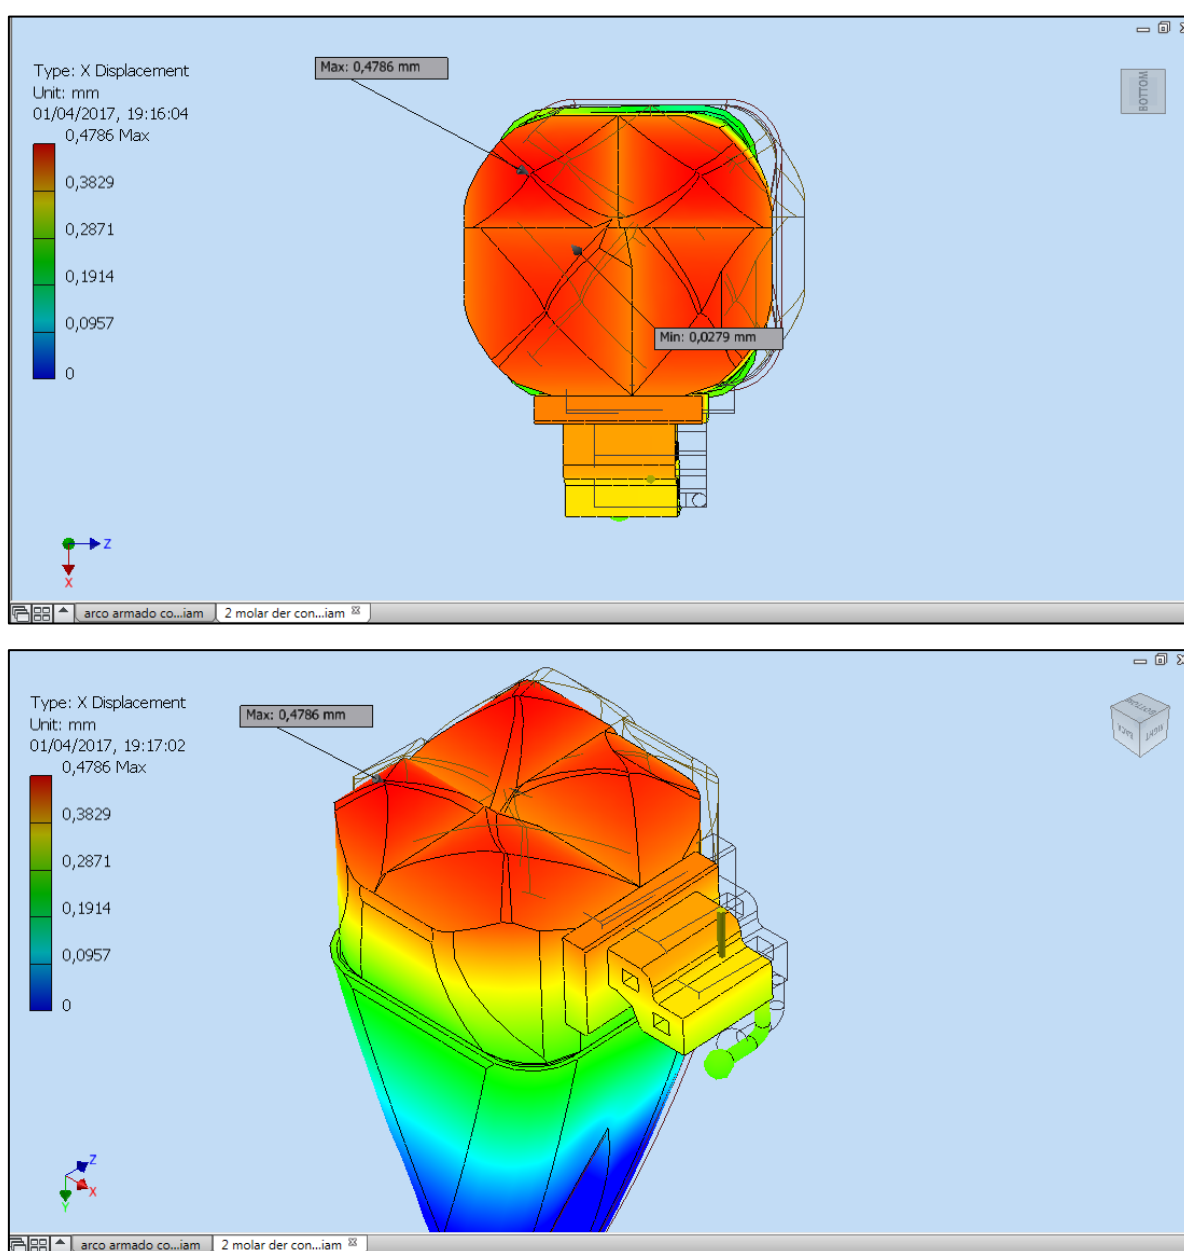 Type: X Displacement
Unit: mm
01/04/2017, 19:16:04
0,4786 Max
0,3829
0,2871
0,1914
0,0957
0
Max: 0,4786 mm
Min: 0,0279 mm
BOTTOM
Z
X
arco armado co...iam
2 molar der con...iam
Type: X Displacement
Unit: mm
01/04/2017, 19:17:02
0,4786 Max
0,3829
0,2871
0,1914
0,0957
0
Max: 0,4786 mm
BOTTOM
BACK
RIGHT
Z
X
Y
arco armado co...iam
2 molar der con...iam